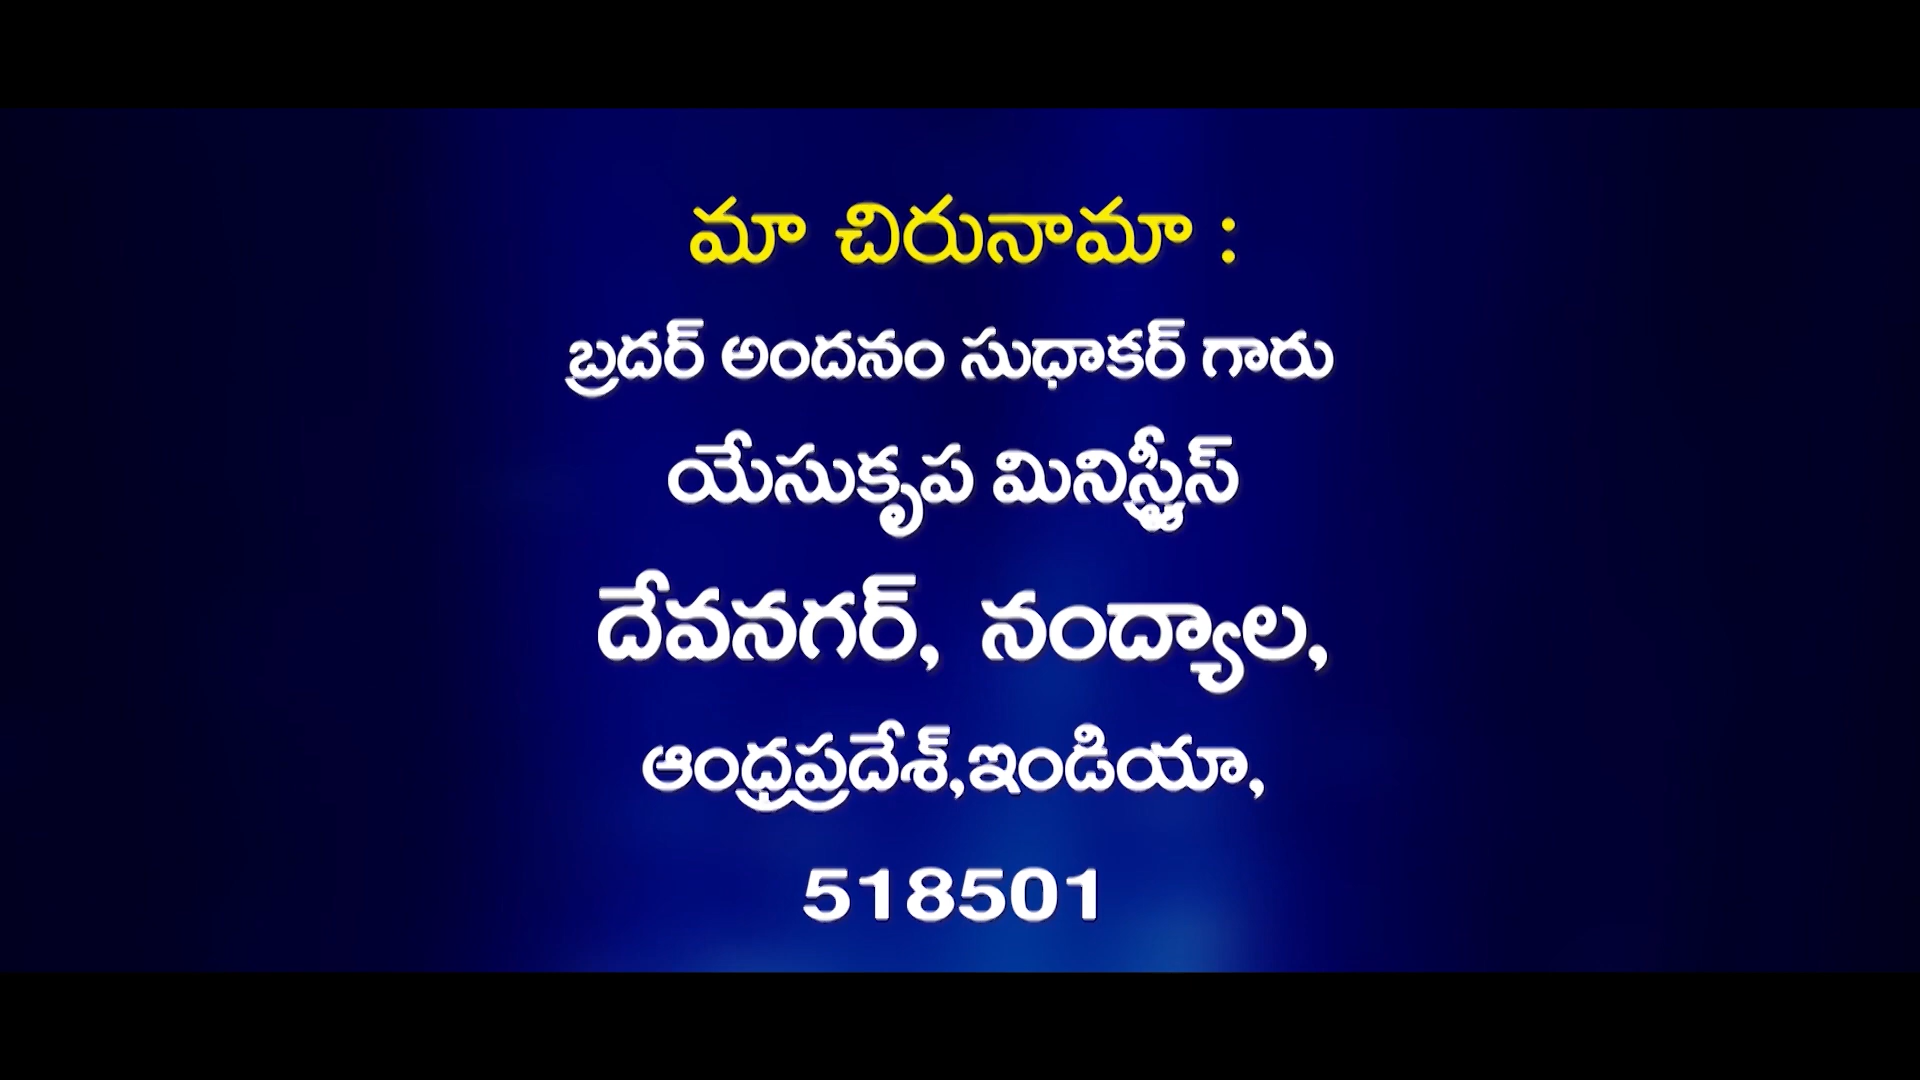 మా చిరునామా :
బ్రదర్ అందనం సుధాకర్ గారు
యేసుకృప మినిస్ట్రీస్
దేవనగర్, నంద్యాల,
ఆంధ్రప్రదేశ్,ఇండియా,
518501